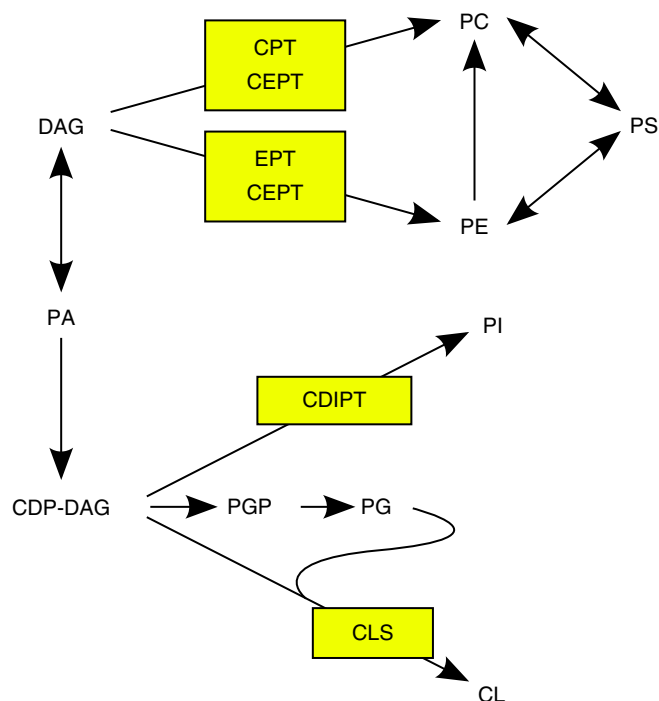 PC
CPT
CEPT
DAG
PS
EPT
CEPT
PE
PA
PI
CDIPT
CDP-DAG
PGP
PG
CLS
CL